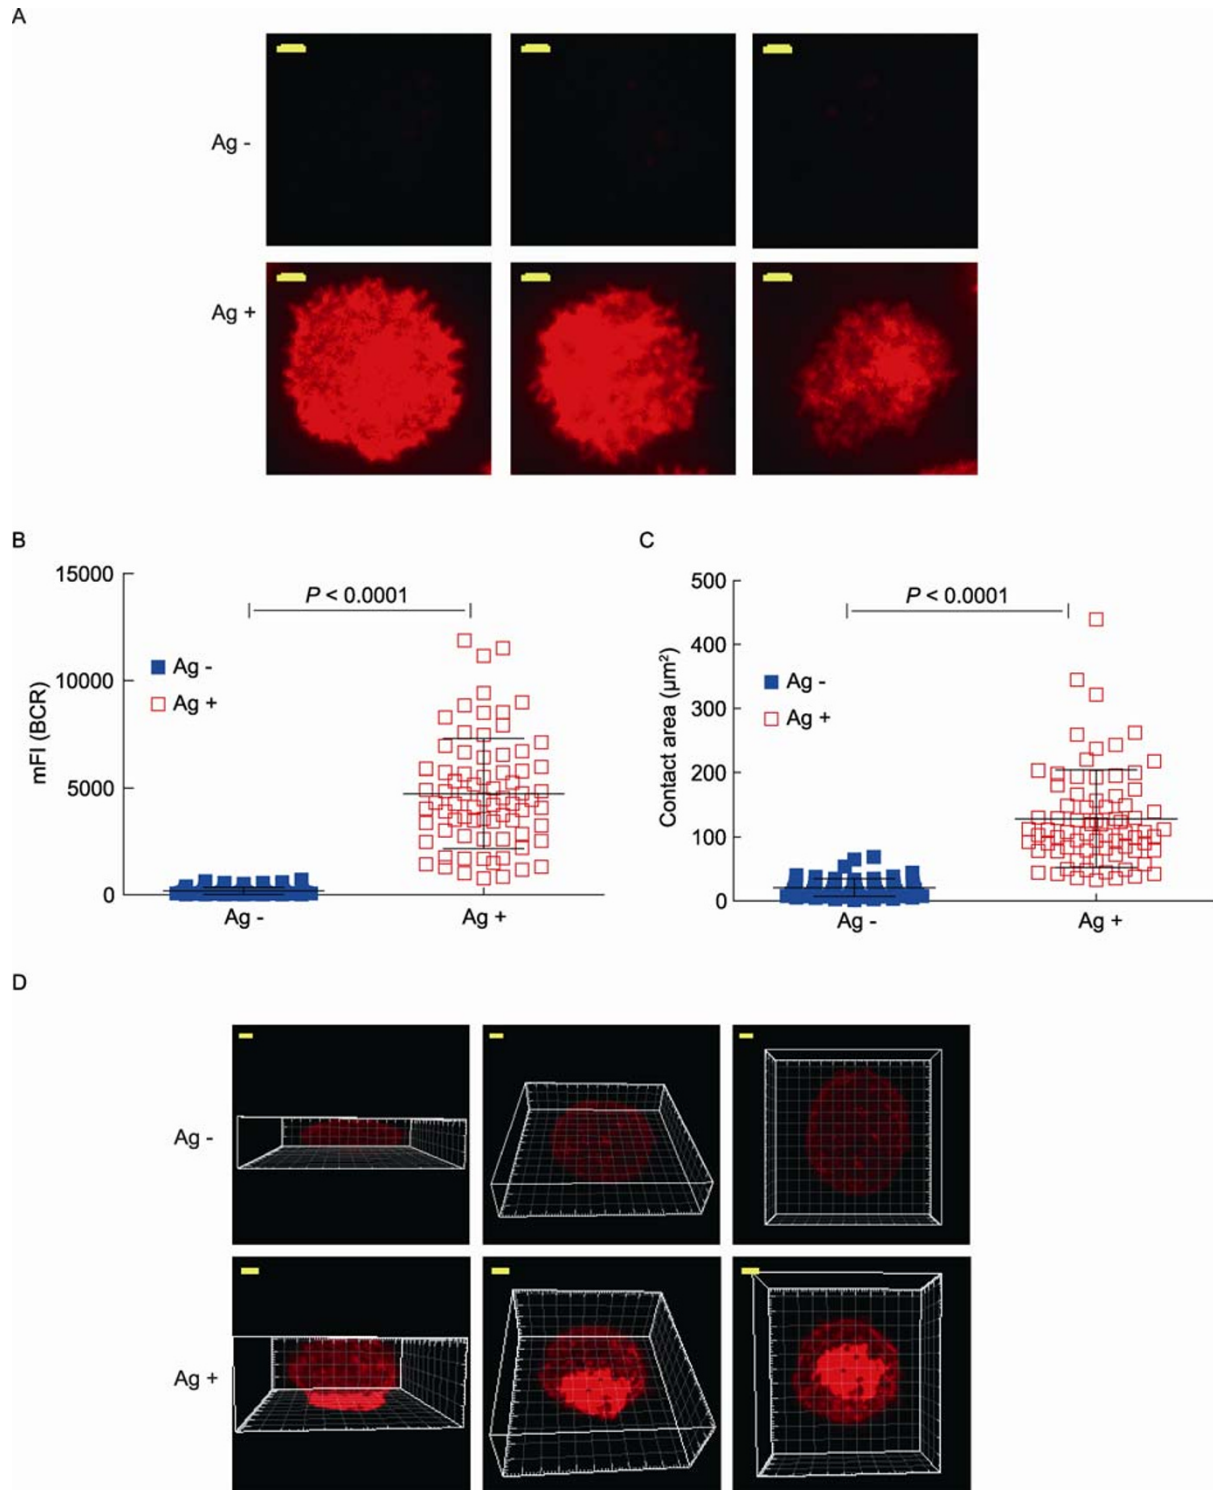 A
Ag -
Ag +
B
15000
10000
5000
0
mFI (BCR)
P < 0.0001
Ag -
Ag +
Ag -
Ag +
C
500
400
300
200
100
0
Contact area (µm²)
P < 0.0001
Ag -
Ag +
Ag -
Ag +
D
Ag -
Ag +